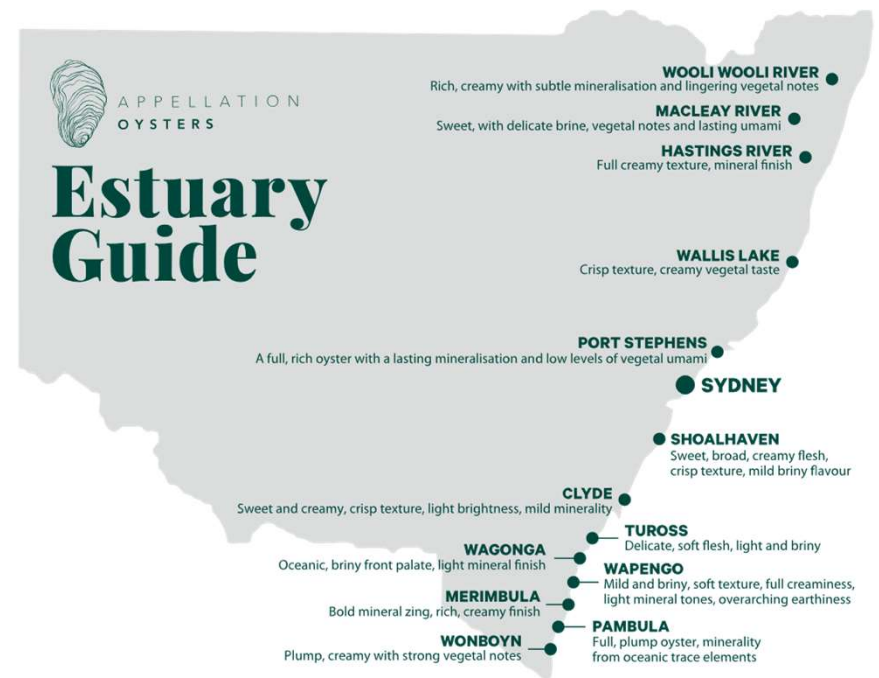 APPELLATION
OYSTERS
Estuary
Guide
WOOLI WOOLI RIVER
Rich, creamy with subtle mineralisation and lingering vegetal notes
MACLEAY RIVER
Sweet, with delicate brine, vegetal notes and lasting umami
HASTINGS RIVER
Full creamy texture, mineral finish
WALLIS LAKE
Crisp texture, creamy vegetal taste
PORT STEPHENS
A full, rich oyster with a lasting mineralisation and low levels of vegetal umami
SYDNEY
SHOALHAVEN
Sweet, broad, creamy flesh,
crisp texture, mild briny flavour
CLYDE
Sweet and creamy, crisp texture, light brightness, mild minerality
TUROSS
Delicate, soft flesh, light and briny
WAGONGA
Oceanic, briny front palate, light mineral finish
WAPENGO
Mild and briny, soft texture, full creaminess,
light mineral tones, overarching earthiness
MERIMBULA
Bold mineral zing, rich, creamy finish
PAMBULA
Full, plump oyster, minerality
from oceanic trace elements
WONBOYN
Plump, creamy with strong vegetal notes